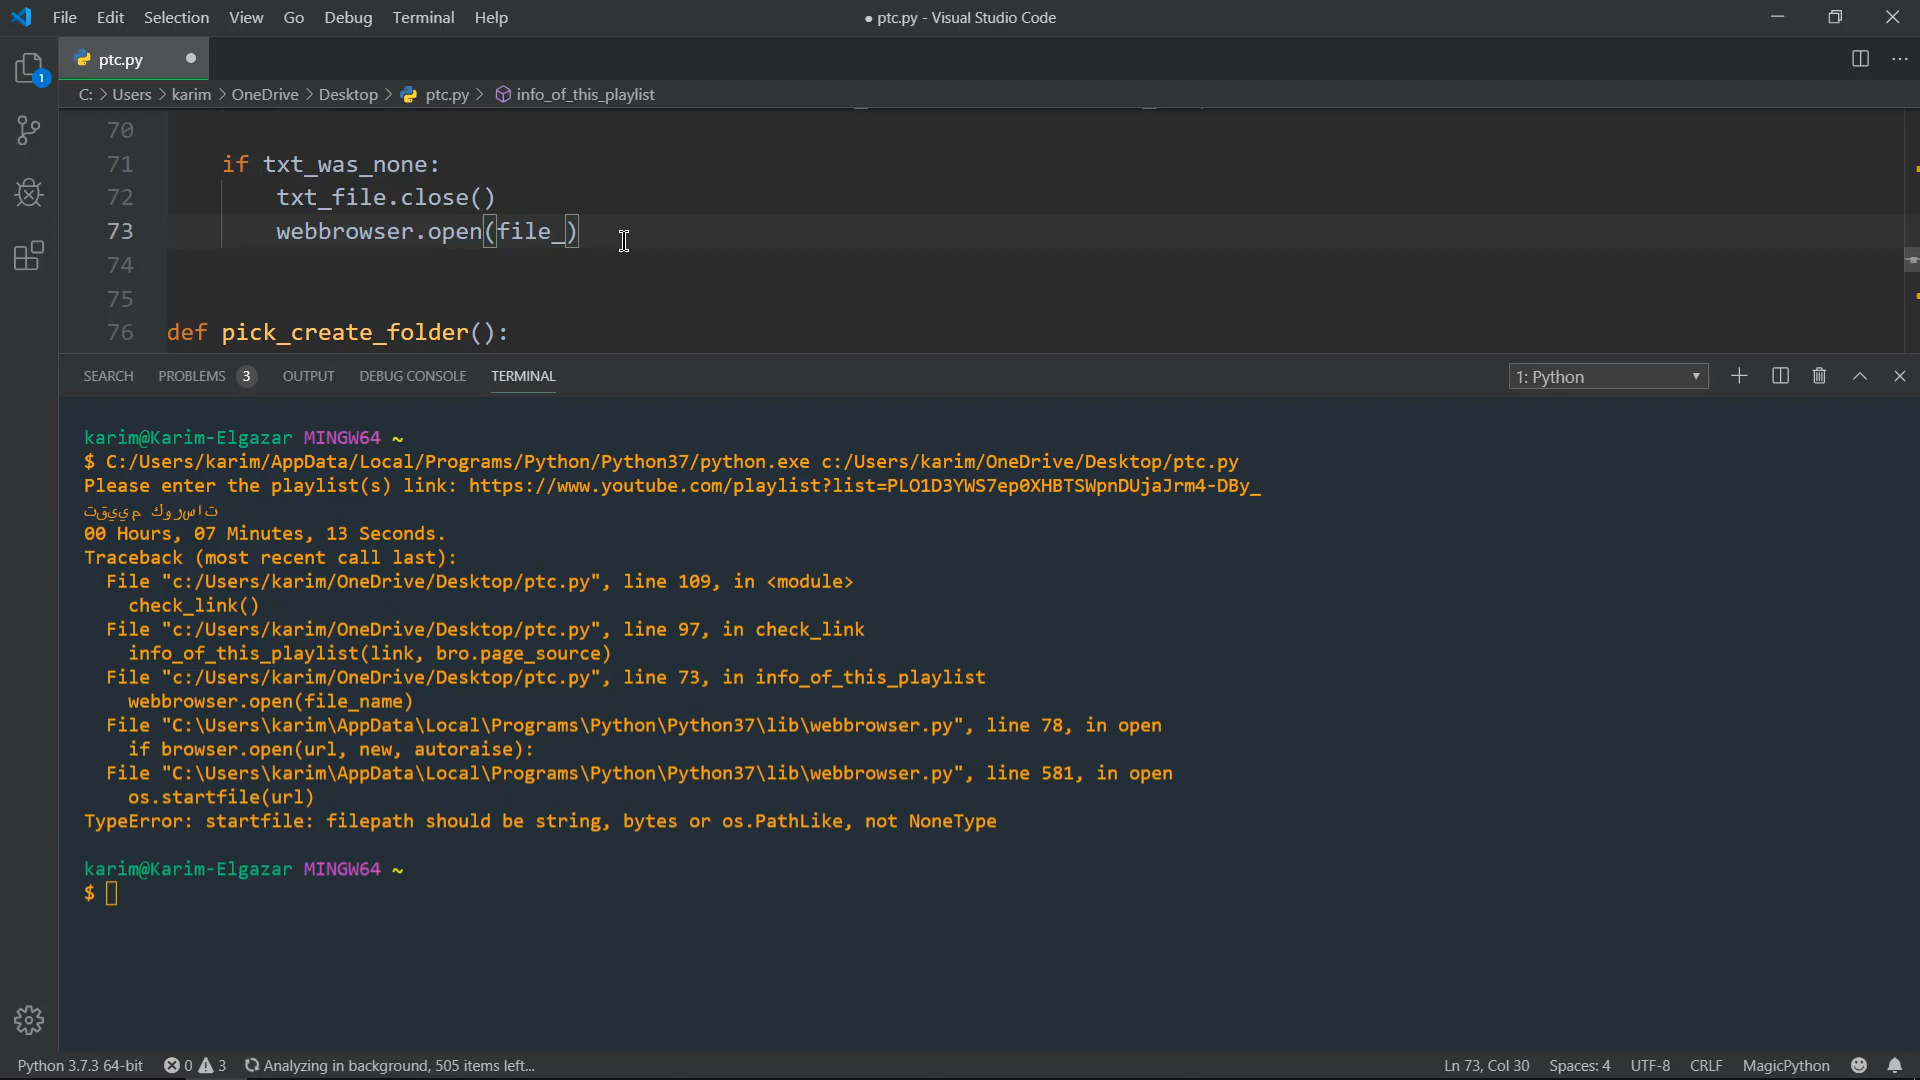 File Edit Selection View Go Debug Terminal Help
● ptc.py - Visual Studio Code
ptc.py
1
C: > Users > karim > OneDrive > Desktop > ptc.py > info_of_this_playlist
70
71 if txt_was_none:
72 txt_file.close()
73 webbrowser.open(file_)
74
75
76 def pick_create_folder():
SEARCH PROBLEMS 3 OUTPUT DEBUG CONSOLE TERMINAL
1: Python
karim@Karim-Elgazar MINGW64 ~
$ C:/Users/karim/AppData/Local/Programs/Python/Python37/python.exe c:/Users/karim/OneDrive/Desktop/ptc.py
Please enter the playlist(s) link: https://www.youtube.com/playlist?list=PLO1D3YWS7ep0XHBTSWpnDUjaJrm4-DBy_
تقييم كورسات
00 Hours, 07 Minutes, 13 Seconds.
Traceback (most recent call last):
File "c:/Users/karim/OneDrive/Desktop/ptc.py", line 109, in <module>
check_link()
File "c:/Users/karim/OneDrive/Desktop/ptc.py", line 97, in check_link
info_of_this_playlist(link, bro.page_source)
File "c:/Users/karim/OneDrive/Desktop/ptc.py", line 73, in info_of_this_playlist
webbrowser.open(file_name)
File "C:\Users\karim\AppData\Local\Programs\Python\Python37\lib\webbrowser.py", line 78, in open
if browser.open(url, new, autoraise):
File "C:\Users\karim\AppData\Local\Programs\Python\Python37\lib\webbrowser.py", line 581, in open
os.startfile(url)
TypeError: startfile: filepath should be string, bytes or os.PathLike, not NoneType
karim@Karim-Elgazar MINGW64 ~
$
Python 3.7.3 64-bit 0 3 Analyzing in background, 505 items left... Ln 73, Col 30 Spaces: 4 UTF-8 CRLF MagicPython